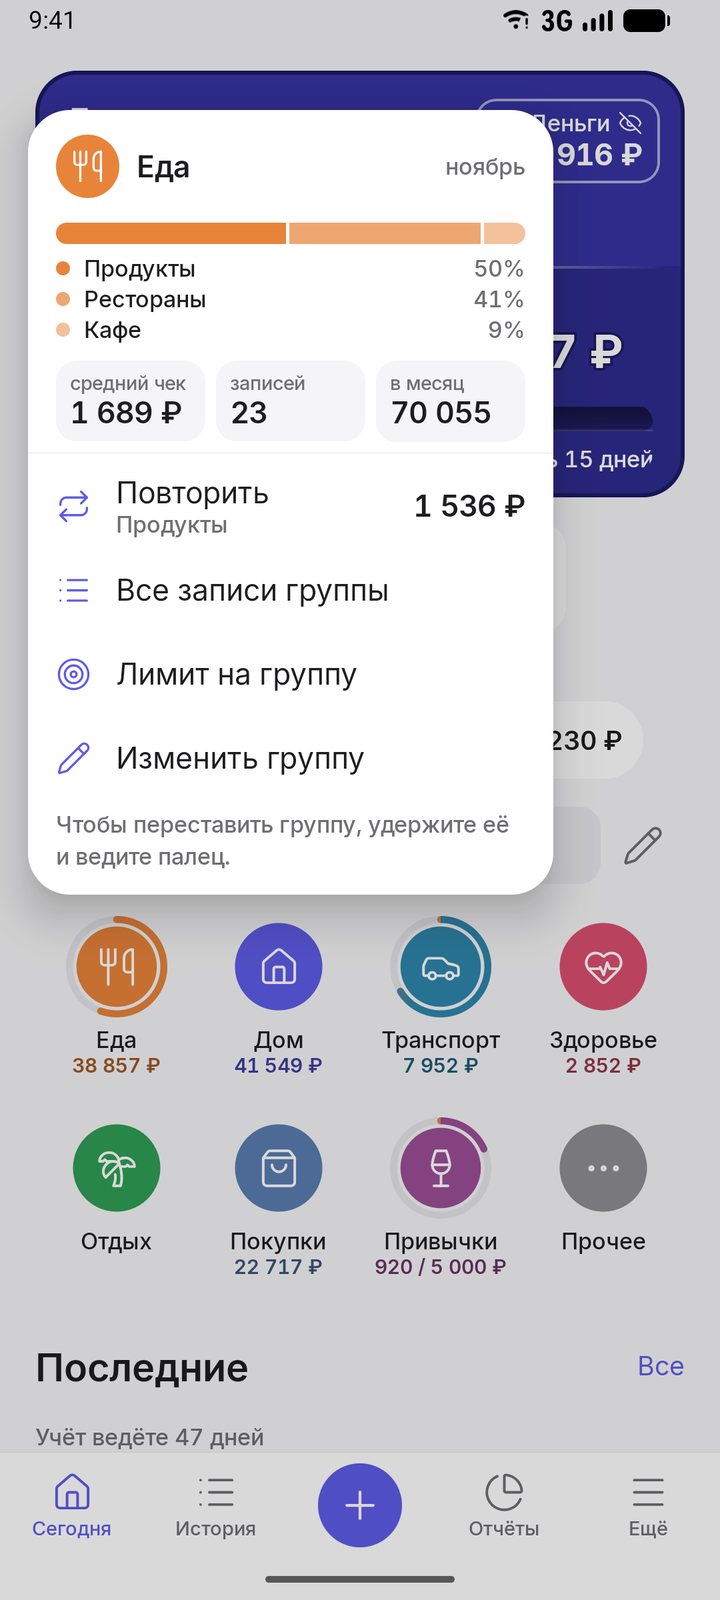 9:41
3G
Деньги
916 ₽
Еда
ноябрь
Продукты
50%
Рестораны
41%
Кафе
9%
средний чек
1 689 ₽
записей
23
в месяц
70 055
7 ₽
15 дней
Повторить
Продукты
1 536 ₽
Все записи группы
Лимит на группу
230 ₽
Изменить группу
Чтобы переставить группу, удержите её
и ведите палец.
Еда
38 857 ₽
Дом
41 549 ₽
Транспорт
7 952 ₽
Здоровье
2 852 ₽
Отдых
Покупки
22 717 ₽
Привычки
920 / 5 000 ₽
Прочее
Последние
Все
Учёт ведёте 47 дней
Сегодня
История
Отчёты
Ещё